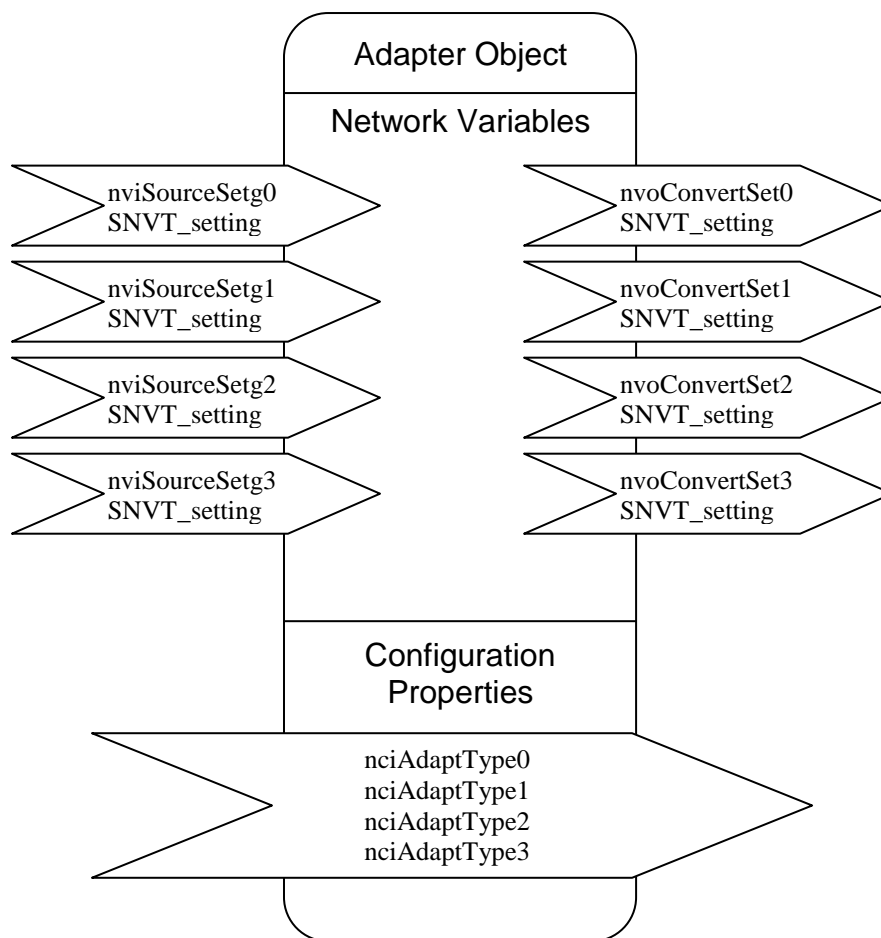 Adapter Object
Network Variables
nviSourceSetg0
SNVT_setting
nvoConvertSet0
SNVT_setting
nviSourceSetg1
SNVT_setting
nvoConvertSet1
SNVT_setting
nviSourceSetg2
SNVT_setting
nvoConvertSet2
SNVT_setting
nviSourceSetg3
SNVT_setting
nvoConvertSet3
SNVT_setting
Configuration
Properties
nciAdaptType0
nciAdaptType1
nciAdaptType2
nciAdaptType3